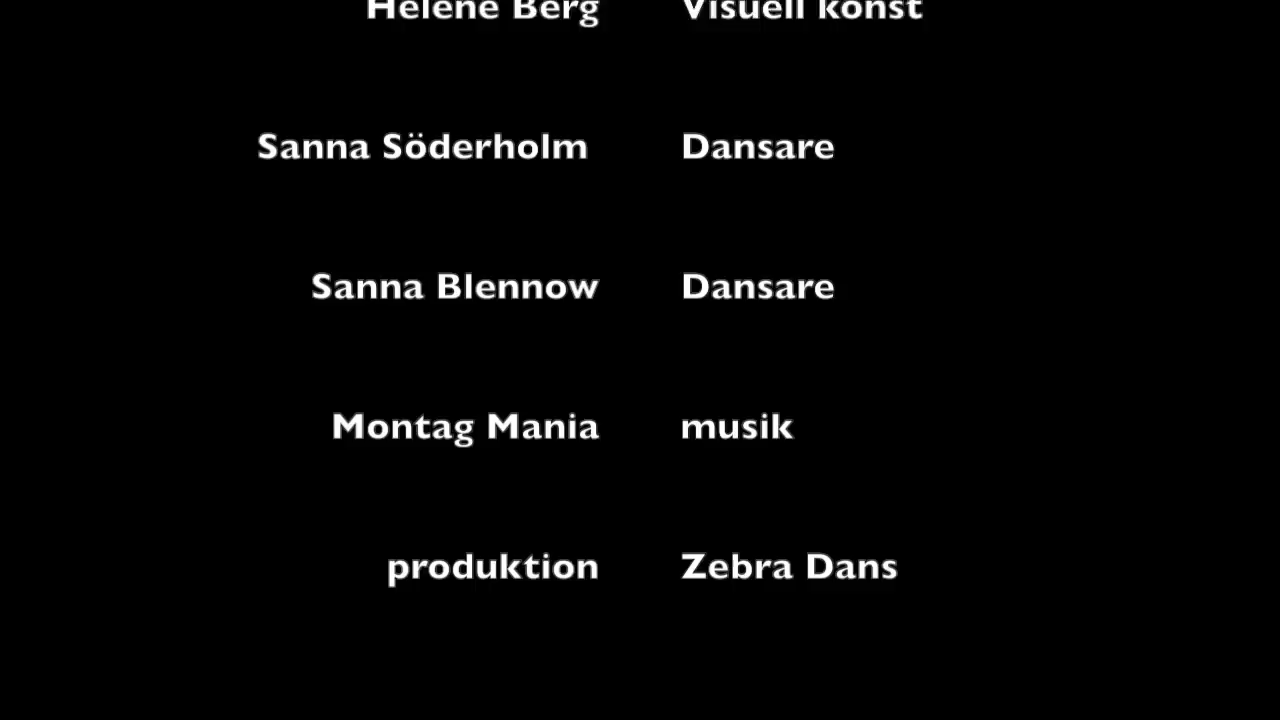 Helene Berg Visuell konst
Sanna Söderholm Dansare
Sanna Blennow Dansare
Montag Mania musik
produktion Zebra Dans